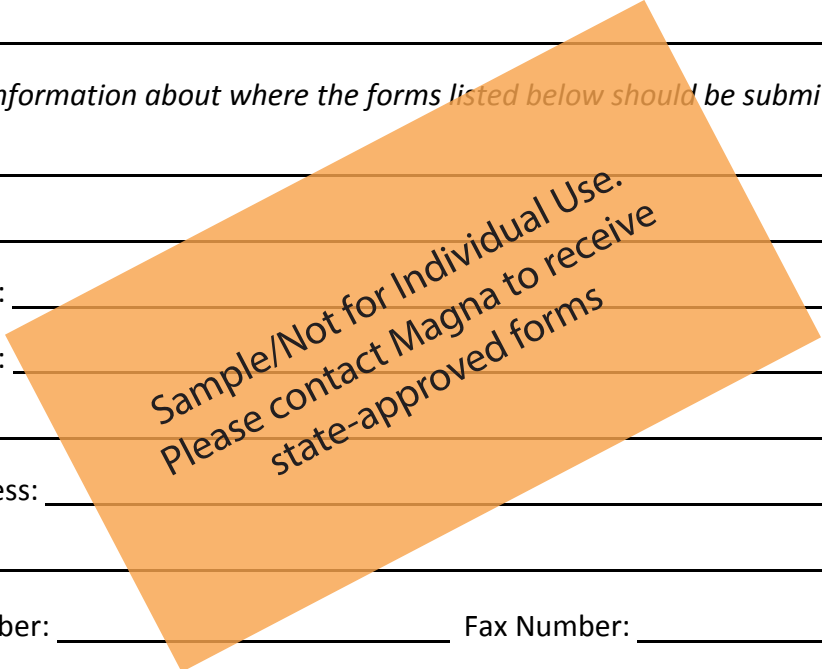 nformation about where the forms listed below should be submi
Sample/Not for Individual Use.
Please contact Magna to receive
state-approved forms
:
:
ess:
ber: Fax Number: